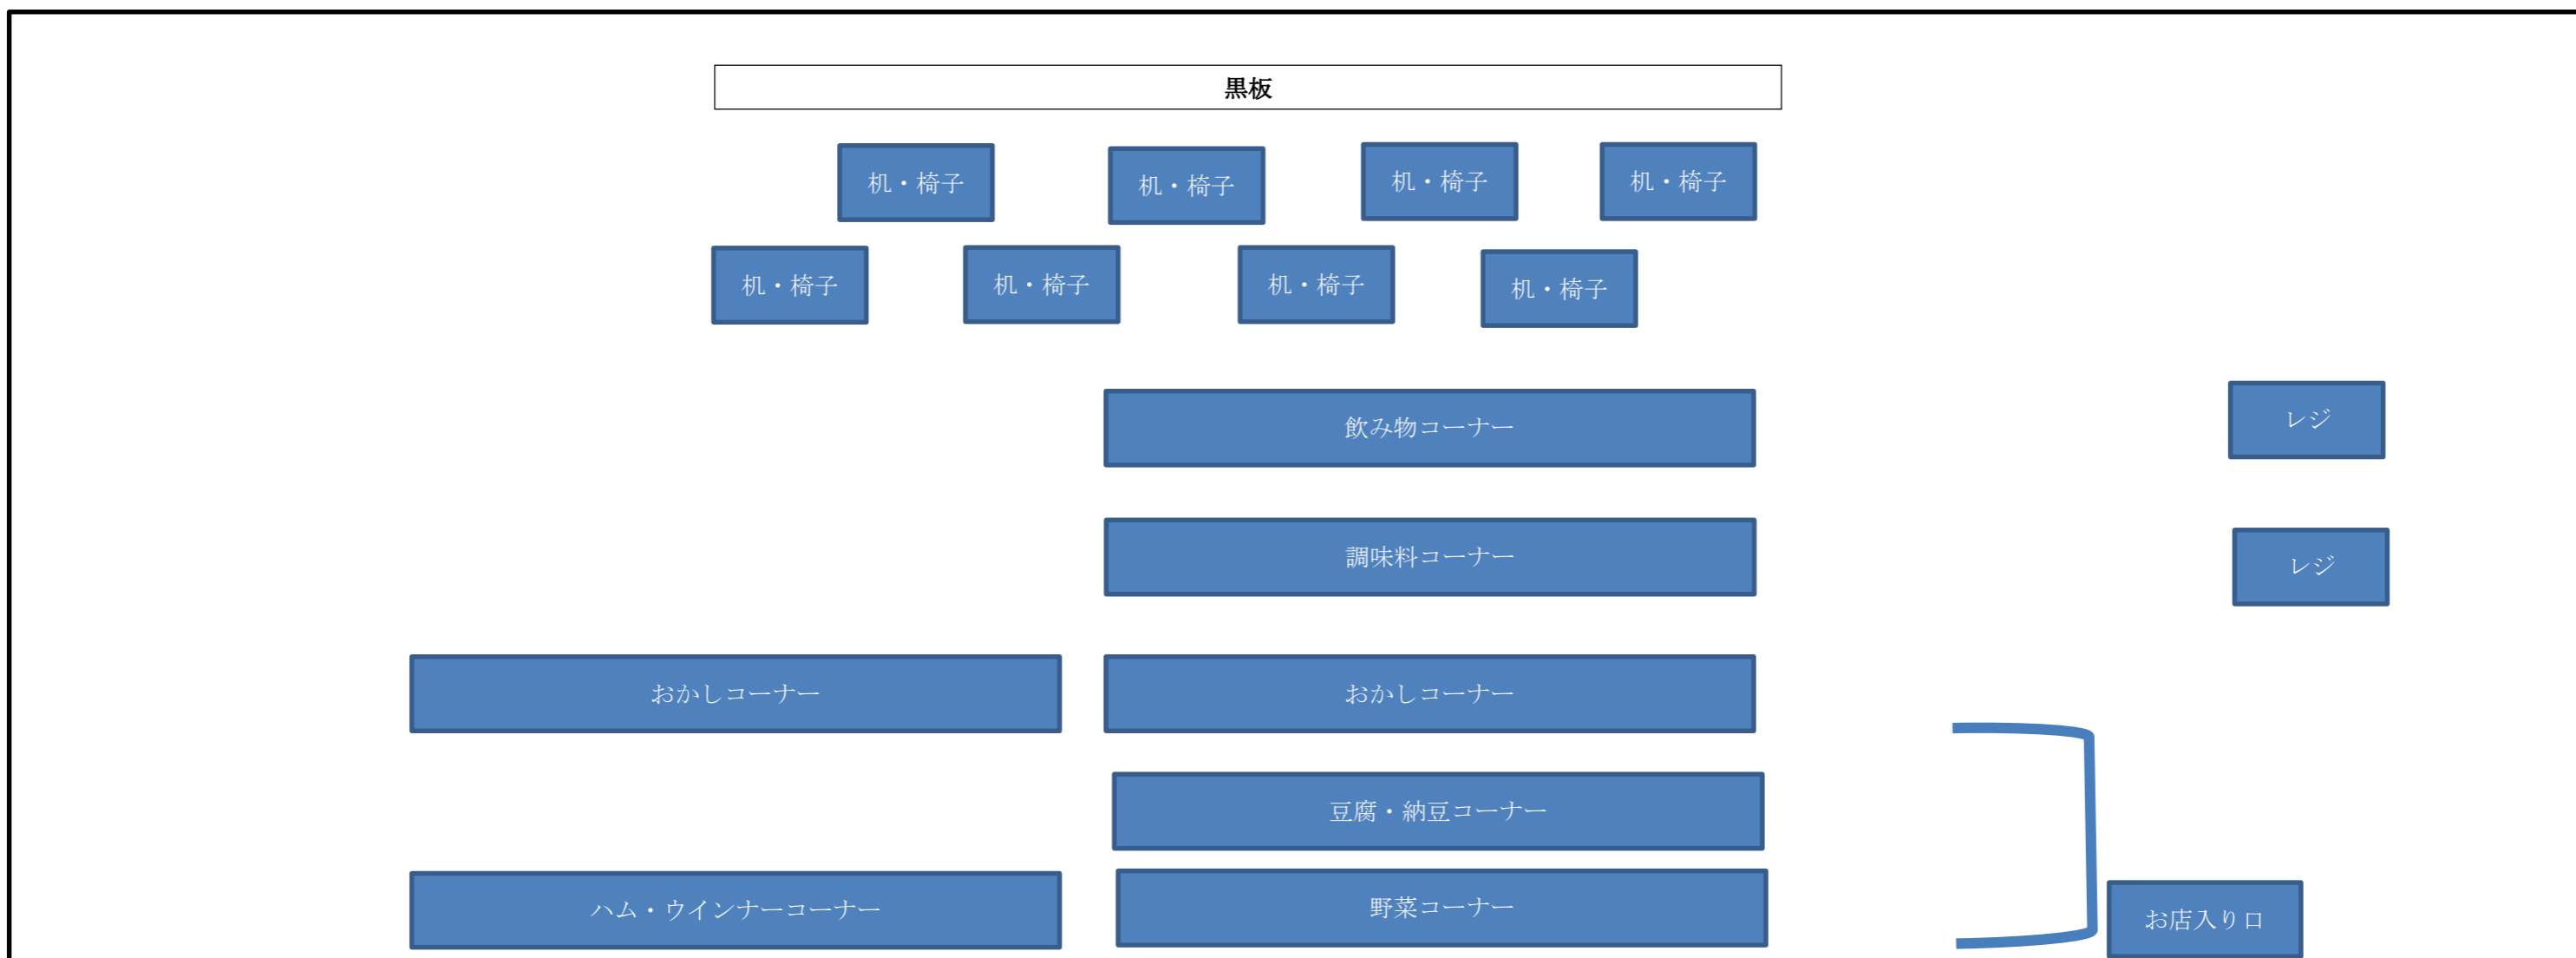 黒板
机・椅子
机・椅子
机・椅子
机・椅子
机・椅子
机・椅子
机・椅子
机・椅子
飲み物コーナー
レジ
調味料コーナー
レジ
おかしコーナー
おかしコーナー
豆腐・納豆コーナー
ハム・ウインナーコーナー
野菜コーナー
お店入り口